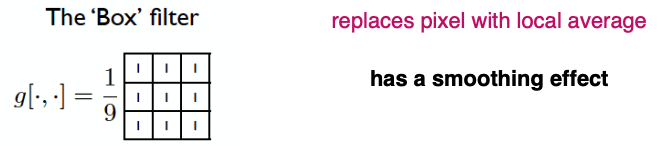 The ‘Box’ filter
replaces pixel with local average
has a smoothing effect
g[·,·] = 1/9
1 1 1
1 1 1
1 1 1